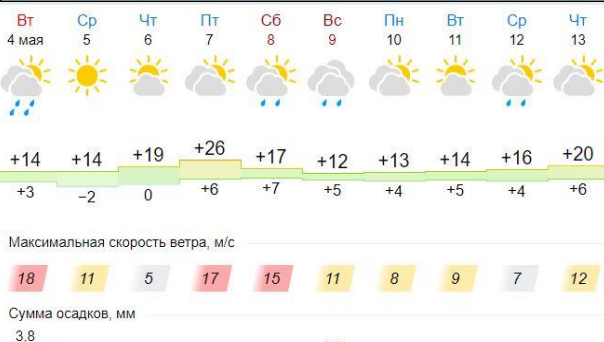 Вт Ср Чт Пт Сб Вс Пн Вт Ср Чт
4 мая 5 6 7 8 9 10 11 12 13
+14 +14 +19 +26 +17 +12 +13 +14 +16 +20
+3 −2 0 +6 +7 +5 +4 +5 +4 +6
Максимальная скорость ветра, м/с
18 11 5 17 15 11 8 9 7 12
Сумма осадков, мм
3.8